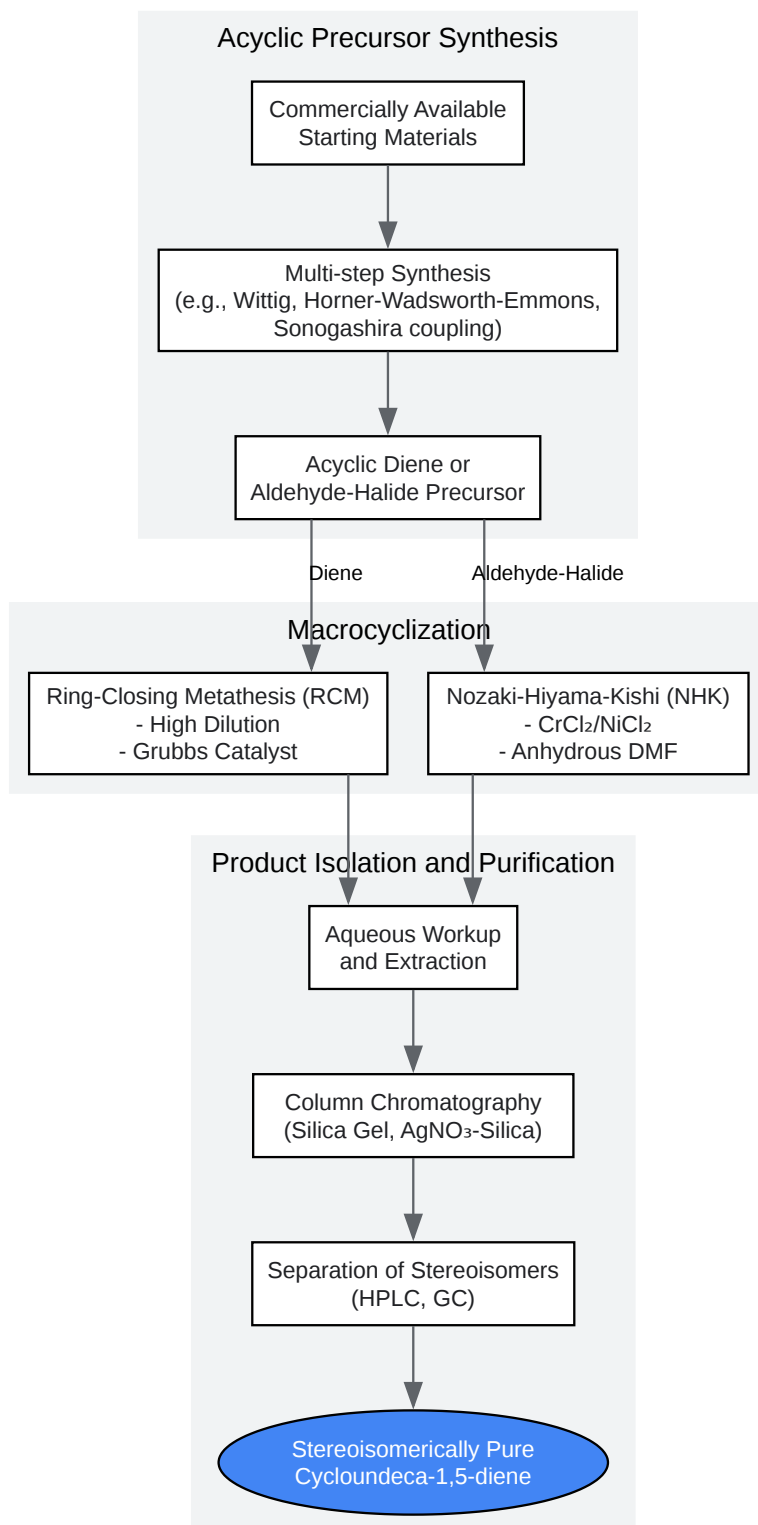 Acyclic Precursor Synthesis
Commercially Available
Starting Materials
Multi-step Synthesis
(e.g., Wittig, Horner-Wadsworth-Emmons,
Sonogashira coupling)
Acyclic Diene or
Aldehyde-Halide Precursor
Diene
Aldehyde-Halide
Macrocyclization
Ring-Closing Metathesis (RCM)
- High Dilution
- Grubbs Catalyst
Nozaki-Hiyama-Kishi (NHK)
- CrCl₂/NiCl₂
- Anhydrous DMF
Product Isolation and Purification
Aqueous Workup
and Extraction
Column Chromatography
(Silica Gel, AgNO₃-Silica)
Separation of Stereoisomers
(HPLC, GC)
Stereoisomerically Pure
Cycloundeca-1,5-diene